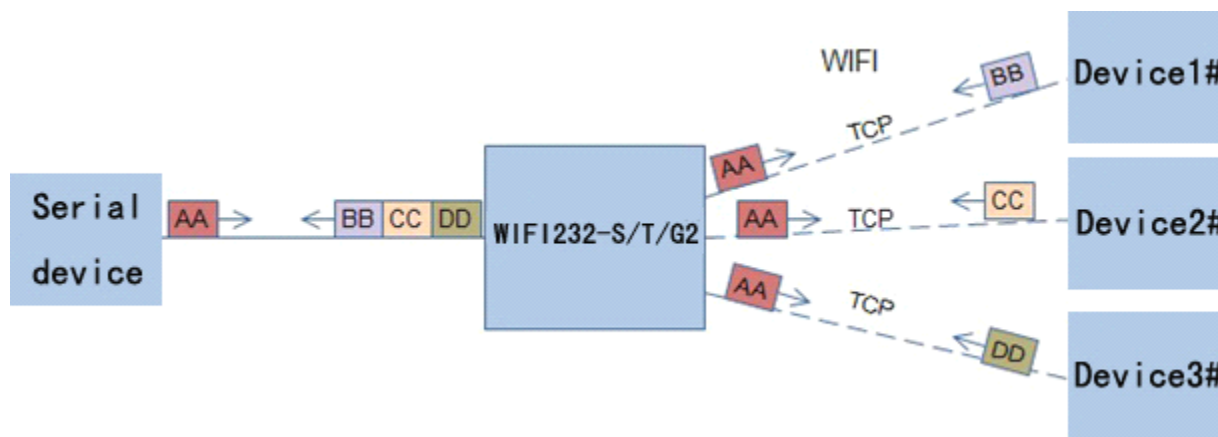 WIFI
BB
Device1#
TCP
AA
Serial
device
AA
BB CC DD
WIFI232-S/T/G2
AA
TCP
CC
Device2#
AA
TCP
DD
Device3#